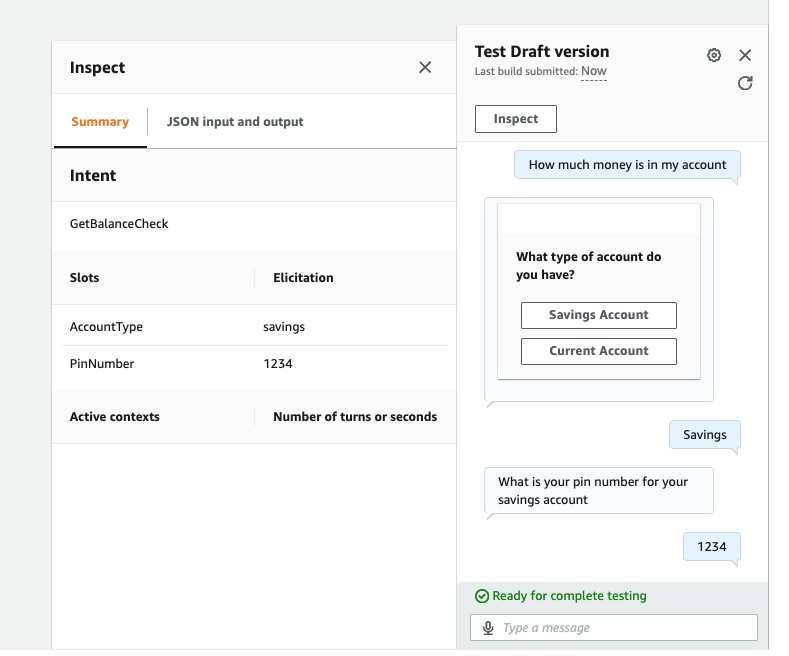 Inspect
Summary
JSON input and output
Intent
GetBalanceCheck
Slots
Elicitation
AccountType
savings
PinNumber
1234
Active contexts
Number of turns or seconds
Test Draft version
Last build submitted: Now
Inspect
How much money is in my account
What type of account do
you have?
Savings Account
Current Account
Savings
What is your pin number for your
savings account
1234
Ready for complete testing
Type a message